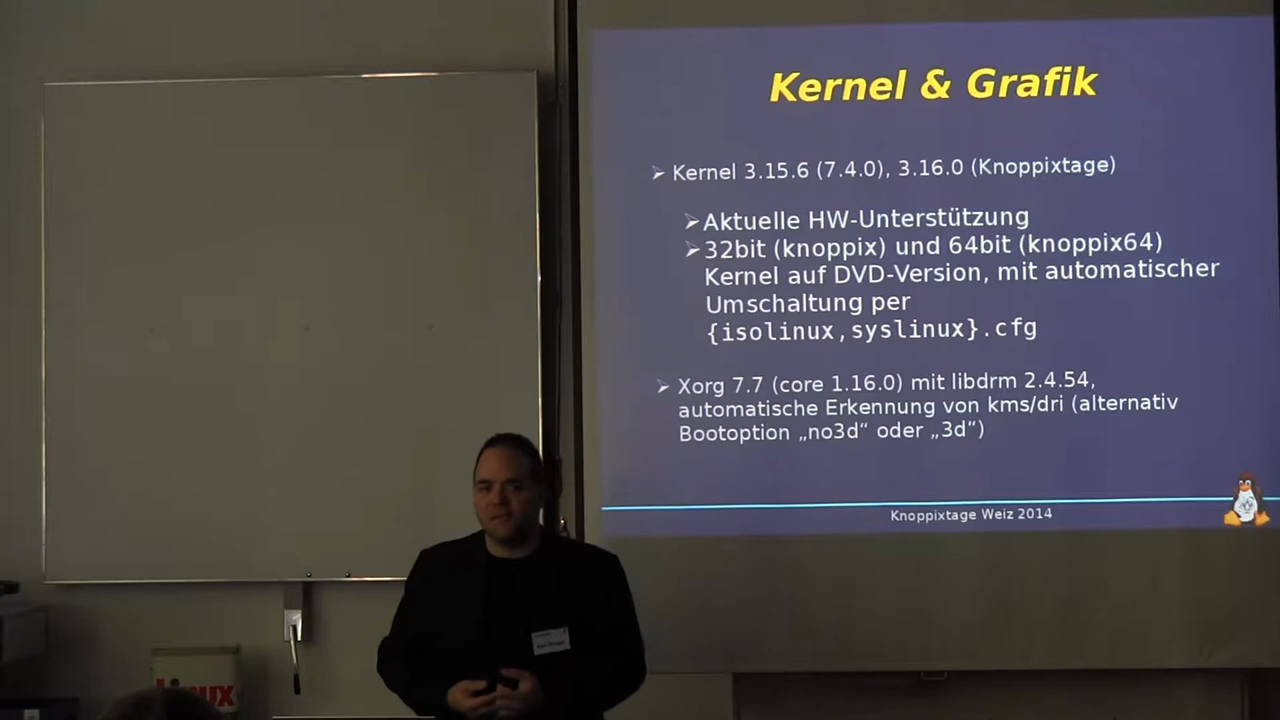 Kernel & Grafik
Kernel 3.15.6 (7.4.0), 3.16.0 (Knoppixtage)
Aktuelle HW-Unterstützung
32bit (knoppix) und 64bit (knoppix64)
Kernel auf DVD-Version, mit automatischer
Umschaltung per
{isolinux,syslinux}.cfg
Xorg 7.7 (core 1.16.0) mit libdrm 2.4.54,
automatische Erkennung von kms/dri (alternativ
Bootoption „no3d“ oder „3d“)
Knoppixtage Weiz 2014
Linux